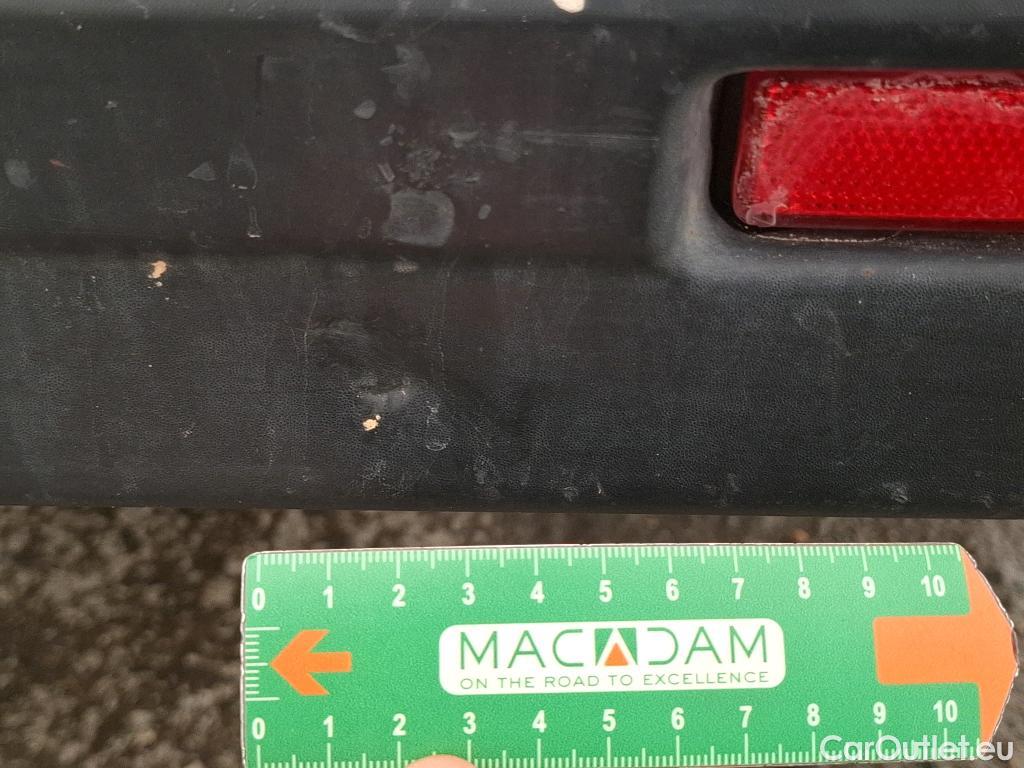 0 1 2 3 4 5 6 7 8 9 10
MACADAM
ON THE ROAD TO EXCELLENCE
0 1 2 3 4 5 6 7 8 9 10
CarOutlet.eu